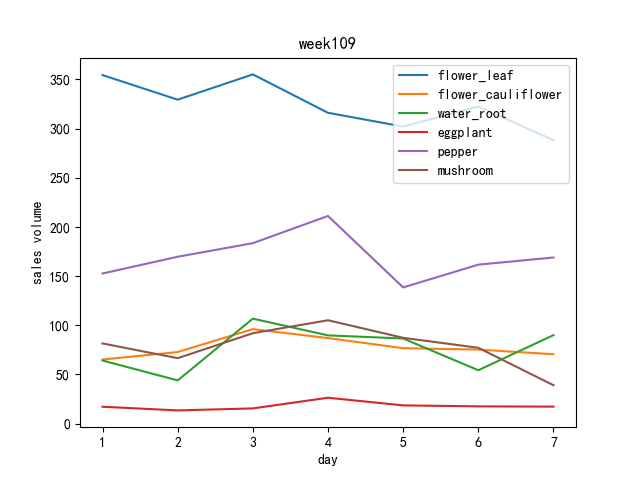 week109
flower_leaf
flower_cauliflower
water_root
eggplant
pepper
mushroom
350
300
250
200
150
100
50
0
sales volume
1 2 3 4 5 6 7
day